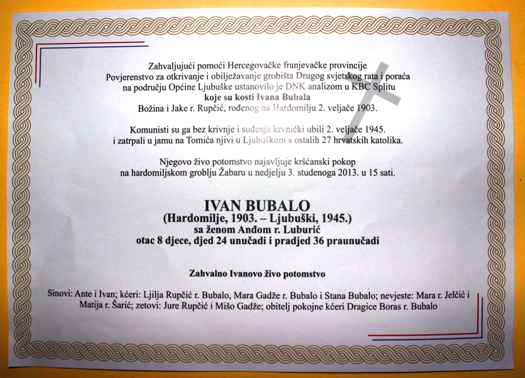 Zahvaljujući pomoći Hercegovačke franjevačke provincije
Povjerenstvo za otkrivanje i obilježavanje grobišta Drugog svjetskog rata i poraća
na području Općine Ljubuške ustanovilo je DNK analizom u KBC Splitu
koje su kosti Ivana Bubala
Božina i Jake r. Rupčić, rođenog na Hardomilju 2. veljače 1903.
Komunisti su ga bez krivnje i suđenja krvnički ubili 2. veljače 1945.
i zatrpali u jamu na Tomića njivi u Ljubuškom s ostalih 27 hrvatskih katolika.
Njegovo živo potomstvo najavljuje kršćanski pokop
na hardomiljskom groblju Žabaru u nedjelju 3. studenoga 2013. u 15 sati.
IVAN BUBALO
(Hardomilje, 1903. – Ljubuški, 1945.)
sa ženom Anđom r. Luburić
otac 8 djece, djed 24 unučadi i pradjed 36 praunučadi
Zahvalno Ivanovo živo potomstvo
Sinovi: Ante i Ivan; kćeri: Ljilja Rupčić r. Bubalo, Mara Gadže r. Bubalo i Stana Bubalo; nevjeste: Mara r. Jelčić i
Matija r. Šarić; zetovi: Jure Rupčić i Mišo Gadže; obitelj pokojne kćeri Dragice Boras r. Bubalo